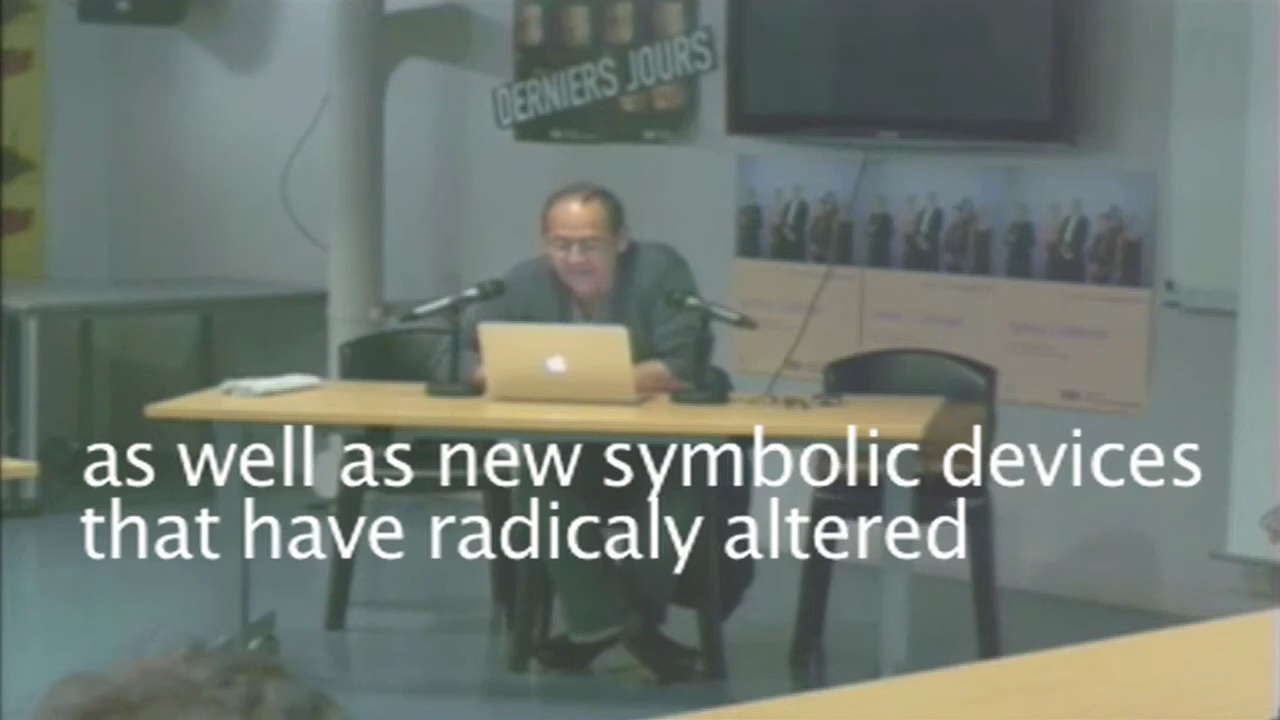 DERNIERS JOURS
as well as new symbolic devices
that have radicaly altered